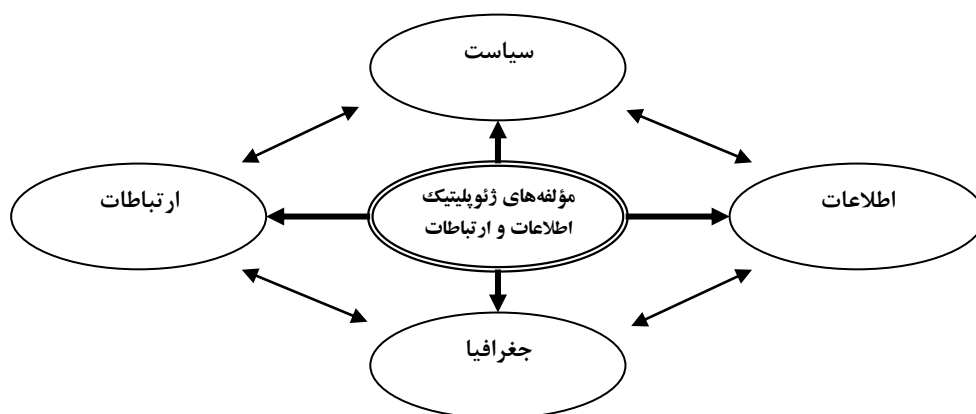 سیاست
اطلاعات
مؤلفه‌های ژئوپلیتیک
اطلاعات و ارتباطات
ارتباطات
جغرافیا